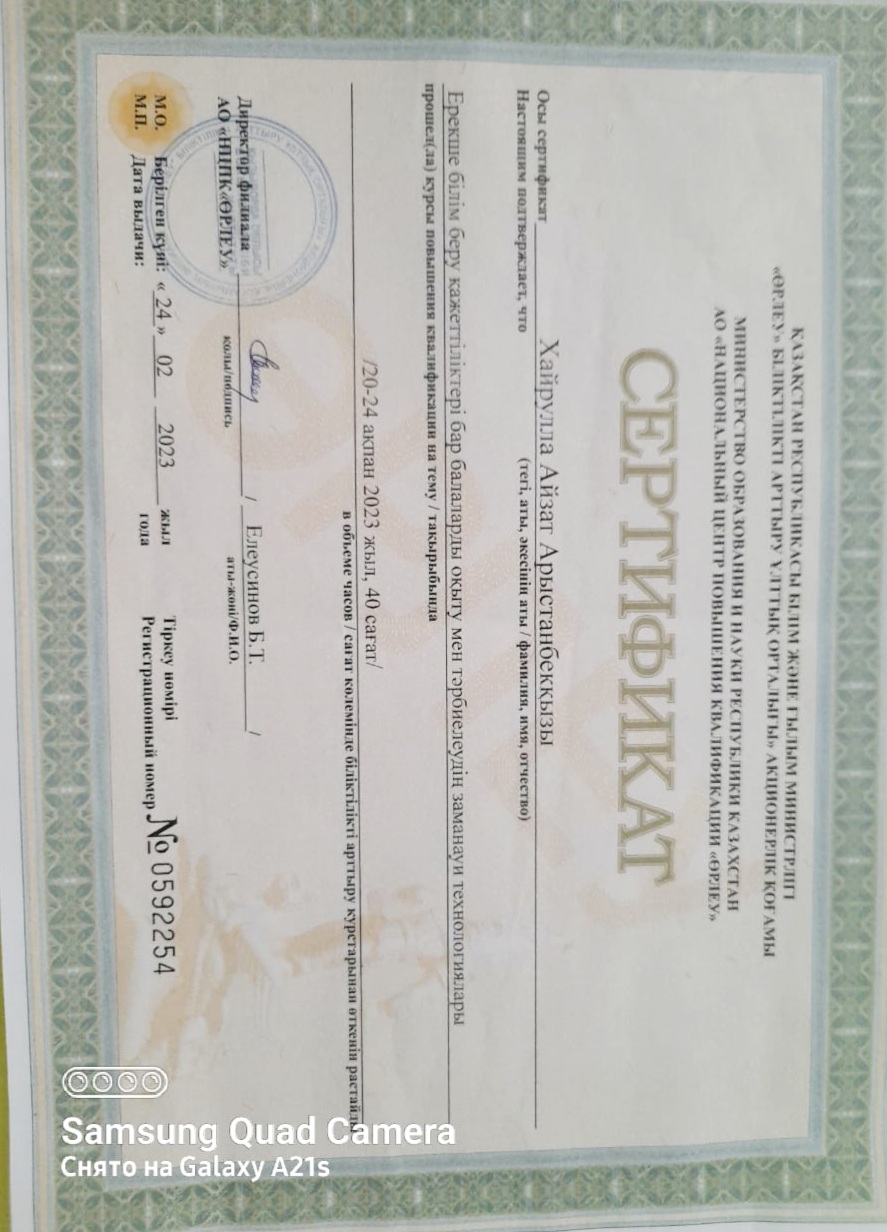 ҚАЗАҚСТАН РЕСПУБЛИКАСЫ БІЛІМ ЖӘНЕ ҒЫЛЫМ МИНИСТРЛІГІ
«ӨРЛЕУ» БІЛІКТІЛІКТІ АРТТЫРУ ҰЛТТЫҚ ОРТАЛЫҒЫ» АКЦИОНЕРЛІК ҚОҒАМЫ
МИНИСТЕРСТВО ОБРАЗОВАНИЯ И НАУКИ РЕСПУБЛИКИ КАЗАХСТАН
АО «НАЦИОНАЛЬНЫЙ ЦЕНТР ПОВЫШЕНИЯ КВАЛИФИКАЦИИ «ӨРЛЕУ»
СЕРТИФИКАТ
Осы сертификат Хайрулла Айзат Арыстанбекқызы
Настоящим подтверждает, что (тегі, аты, әкесінің аты / фамилия, имя, отчество)
Ерекше білім беру қажеттіліктері бар балаларды оқыту мен тәрбиелеудің заманауи технологиялары
прошел(ла) курсы повышения квалификации на тему / тақырыбында
/20-24 ақпан 2023 жыл, 40 сағат/
в объеме часов / сағат көлемінде біліктілікті арттыру курстарынан өткенін растайды
Директор филиала
АО «НЦПК«ӨРЛЕУ» / Елеусинов Б.Т. /
қолы/подпись аты-жөні/Ф.И.О.
М.О. Берілген күні: « 24 » 02 2023 жыл Тіркеу нөмірі
М.П. Дата выдачи: года Регистрационный номер № 0592254
Samsung Quad Camera
Снято на Galaxy A21s